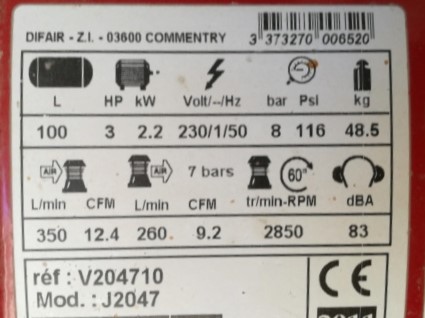 DIFAIR - Z.I. - 03600 COMMENTRY
3 373270 006520
L HP kW Volt/~/Hz bar Psi kg
100 3 2.2 230/1/50 8 116 48.5
AIR AIR 7 bars 60"
L/min CFM L/min CFM tr/min-RPM dBA
350 12.4 260 9.2 2850 83
réf : V204710
Mod. : J2047
CE